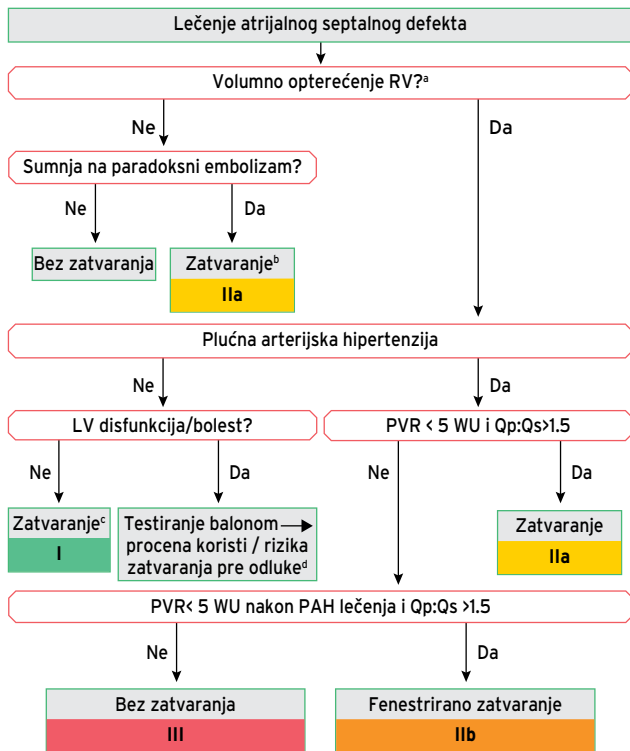 Lečenje atrijalnog septalnog defekta
Volumno opterećenje RV?ᵃ
Ne
Da
Sumnja na paradoksni embolizam?
Ne
Da
Bez zatvaranja
Zatvaranjeᵇ
IIa
Plućna arterijska hipertenzija
Ne
Da
LV disfunkcija/bolest?
PVR < 5 WU i Qp:Qs>1.5
Ne
Da
Ne
Da
Zatvaranjeᶜ
I
Testiranje balonom
procena koristi / rizika
zatvaranja pre odlukeᵈ
Zatvaranje
IIa
PVR< 5 WU nakon PAH lečenja i Qp:Qs >1.5
Ne
Da
Bez zatvaranja
III
Fenestrirano zatvaranje
IIb